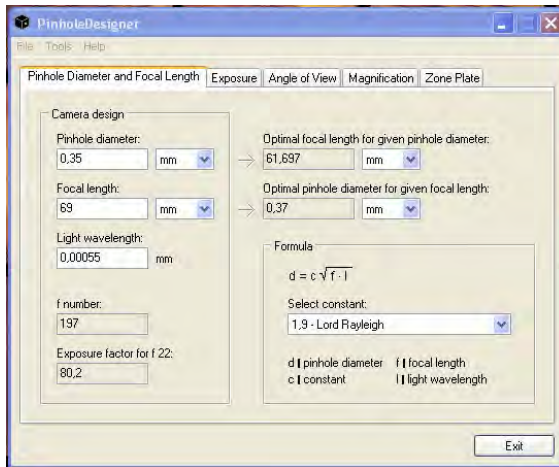 PinholeDesigner
File Tools Help
Pinhole Diameter and Focal Length Exposure Angle of View Magnification Zone Plate
Camera design
Pinhole diameter:
0,35 mm
Focal length:
69 mm
Light wavelength:
0,00055 mm
f number:
197
Exposure factor for f 22:
80,2
Optimal focal length for given pinhole diameter:
61,697 mm
Optimal pinhole diameter for given focal length:
0,37 mm
Formula
d = c √f · l
Select constant:
1,9 - Lord Rayleigh
d | pinhole diameter f | focal length
c | constant l | light wavelength
Exit